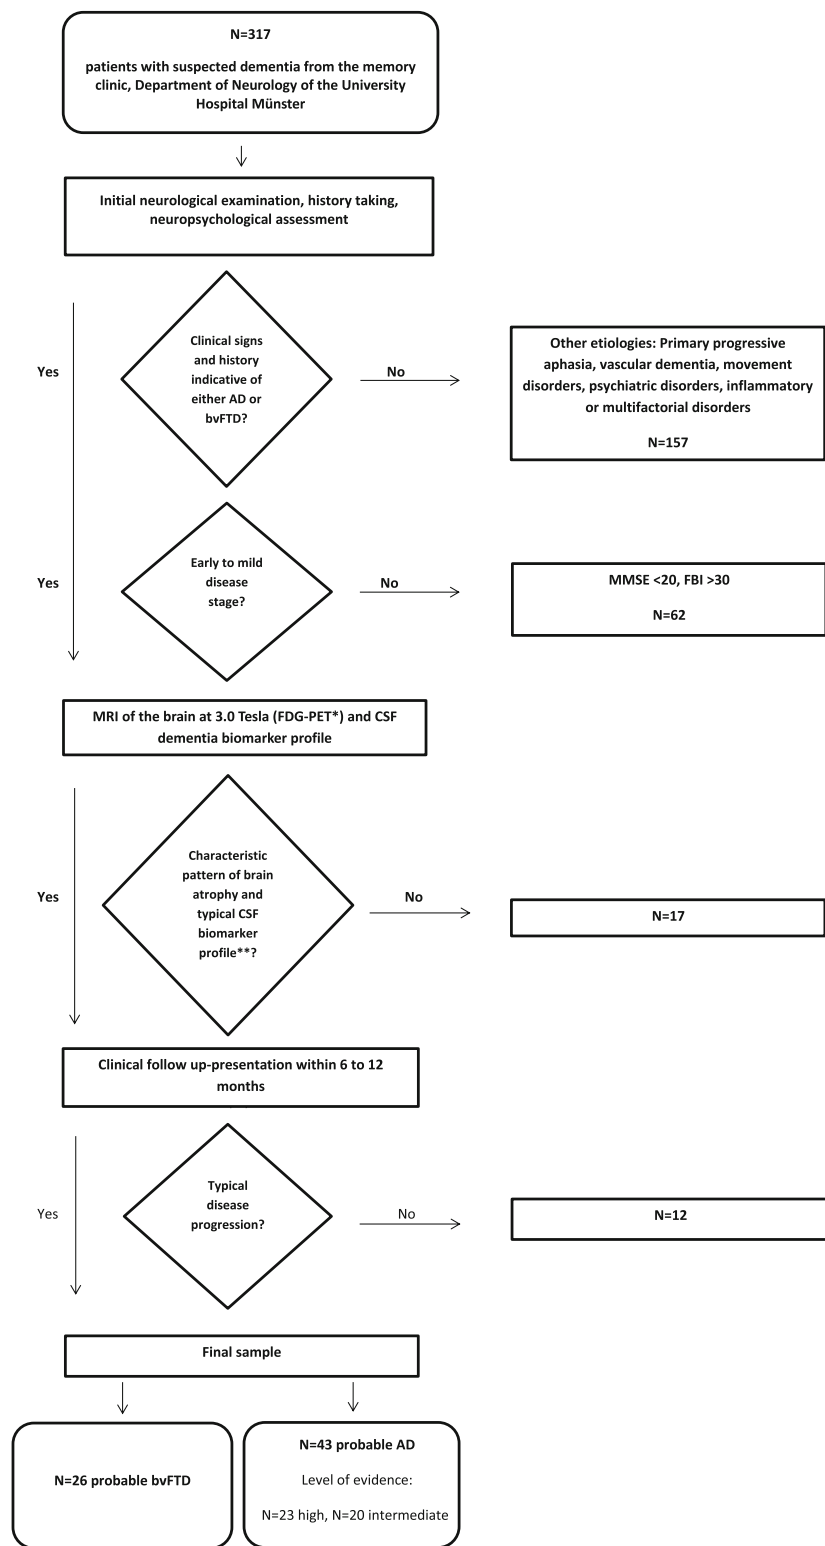 N=317
patients with suspected dementia from the memory
clinic, Department of Neurology of the University
Hospital Münster
Initial neurological examination, history taking,
neuropsychological assessment
Clinical signs
and history
indicative of
either AD or
bvFTD?
Yes
No
Other etiologies: Primary progressive
aphasia, vascular dementia, movement
disorders, psychiatric disorders, inflammatory
or multifactorial disorders
N=157
Early to mild
disease
stage?
Yes
No
MMSE <20, FBI >30
N=62
MRI of the brain at 3.0 Tesla (FDG-PET*) and CSF
dementia biomarker profile
Characteristic
pattern of brain
atrophy and
typical CSF
biomarker
profile**?
Yes
No
N=17
Clinical follow up-presentation within 6 to 12
months
Typical
disease
progression?
Yes
No
N=12
Final sample
N=26 probable bvFTD
N=43 probable AD
Level of evidence:
N=23 high, N=20 intermediate